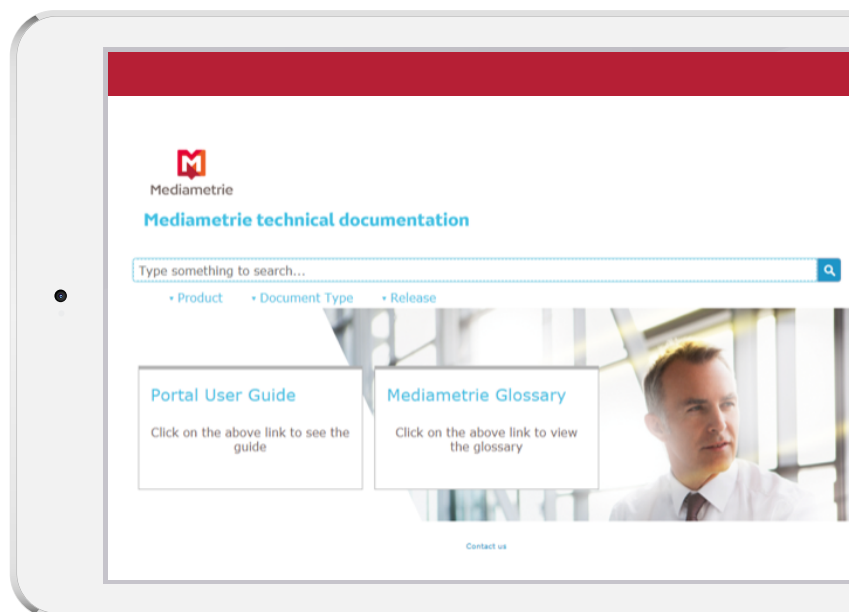 Mediametrie
Mediametrie technical documentation
Type something to search...
• Product • Document Type • Release
Portal User Guide
Click on the above link to see the
guide
Mediametrie Glossary
Click on the above link to view
the glossary
Contact us